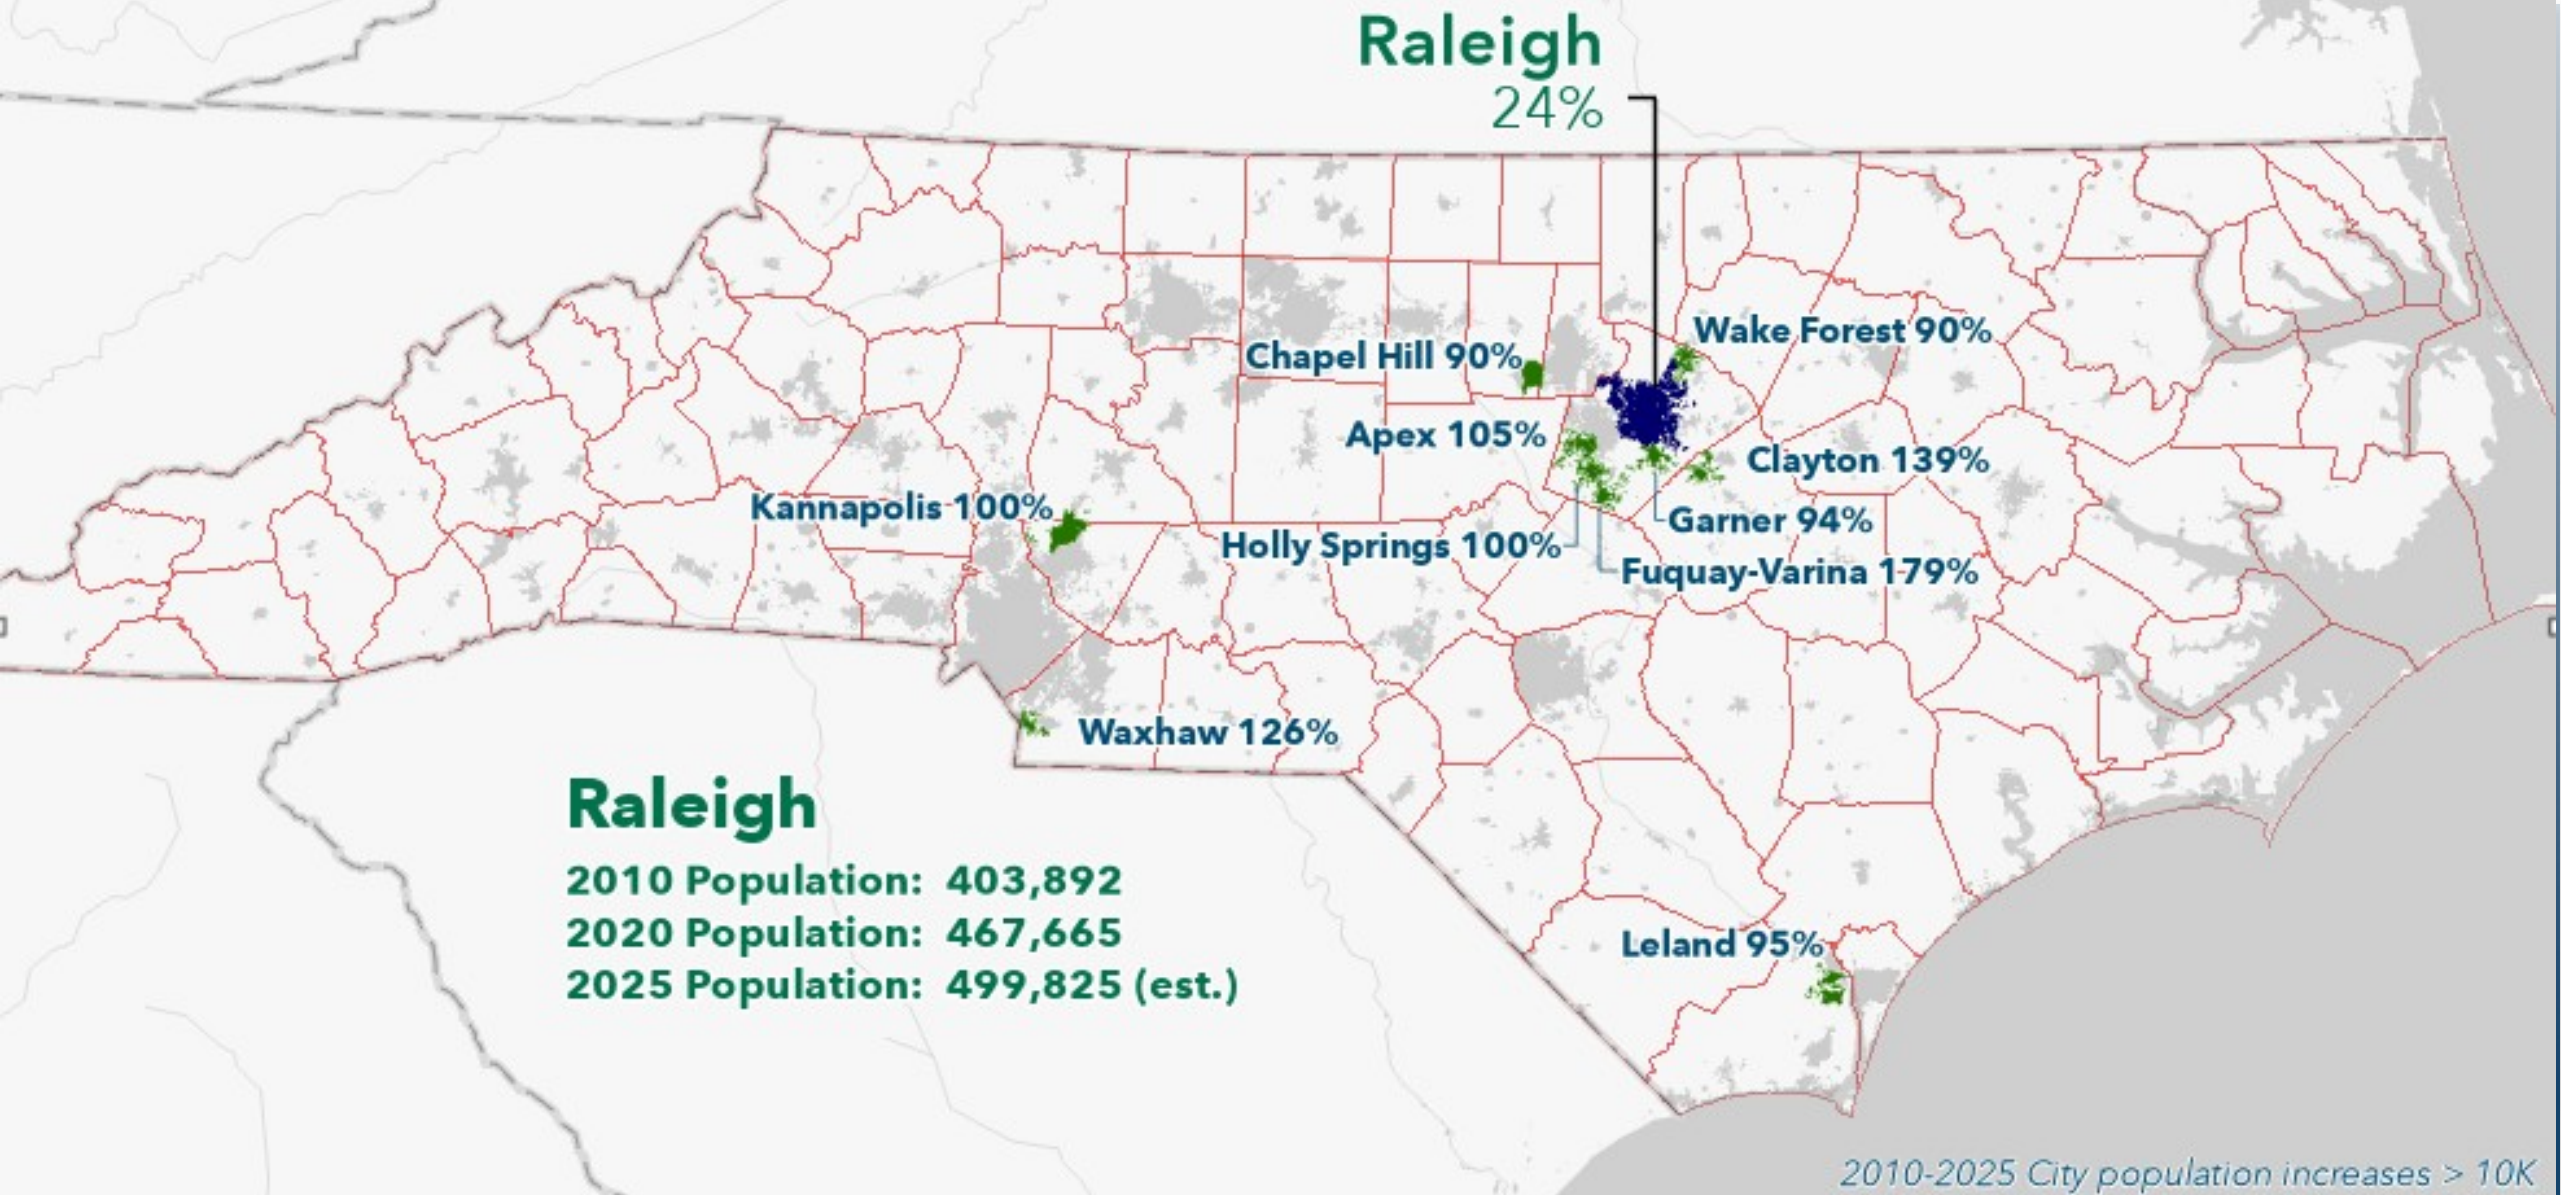 Raleigh
24%
Wake Forest 90%
Chapel Hill 90%
Apex 105%
Clayton 139%
Kannapolis 100%
Garner 94%
Holly Springs 100%
Fuquay-Varina 179%
Waxhaw 126%
Raleigh
2010 Population: 403,892
2020 Population: 467,665
2025 Population: 499,825 (est.)
Leland 95%
2010-2025 City population increases > 10K